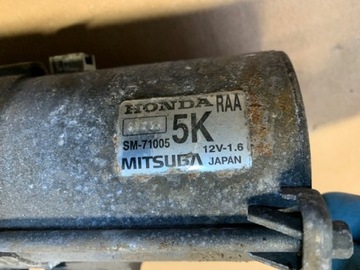 HONDA RAA
5K
SM-71005
12V-1.6
MITSUBA JAPAN